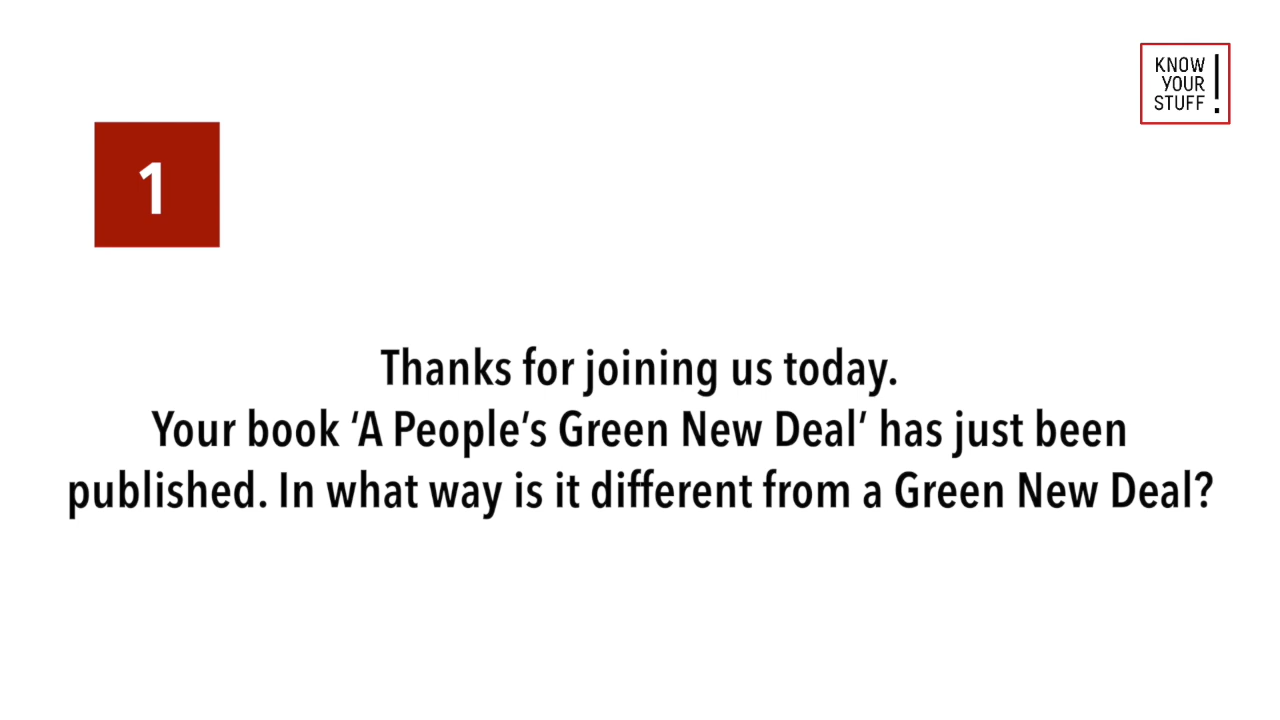 KNOW
YOUR
STUFF !
1
Thanks for joining us today.
Your book ‘A People’s Green New Deal’ has just been
published. In what way is it different from a Green New Deal?